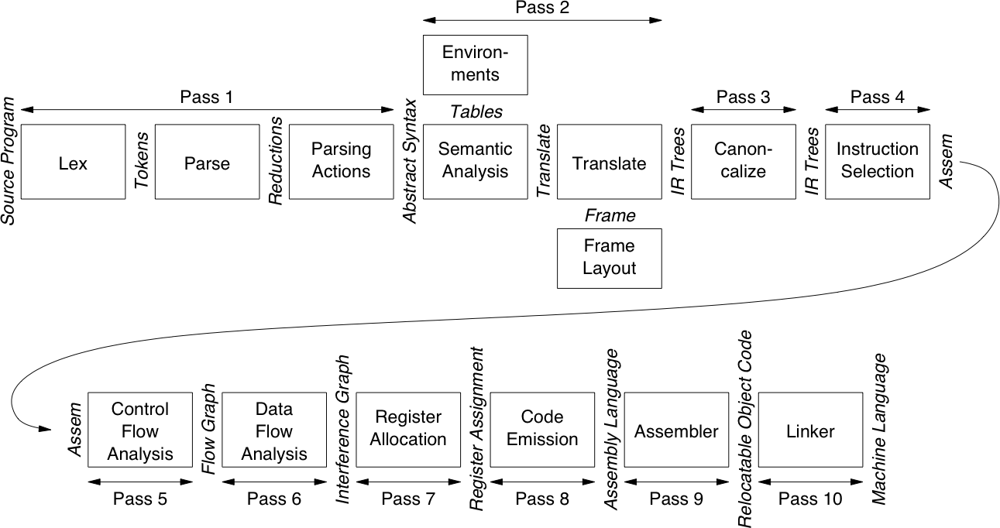 Pass 2
Environ-
ments
Pass 1
Pass 3
Pass 4
Tables
Source Program
Lex
Tokens
Parse
Reductions
Parsing
Actions
Abstract Syntax
Semantic
Analysis
Translate
Translate
IR Trees
Canon-
calize
IR Trees
Instruction
Selection
Assem
Frame
Frame
Layout
Assem
Control
Flow
Analysis
Flow Graph
Data
Flow
Analysis
Interference Graph
Register
Allocation
Register Assignment
Code
Emission
Assembly Language
Assembler
Relocatable Object Code
Linker
Machine Language
Pass 5
Pass 6
Pass 7
Pass 8
Pass 9
Pass 10